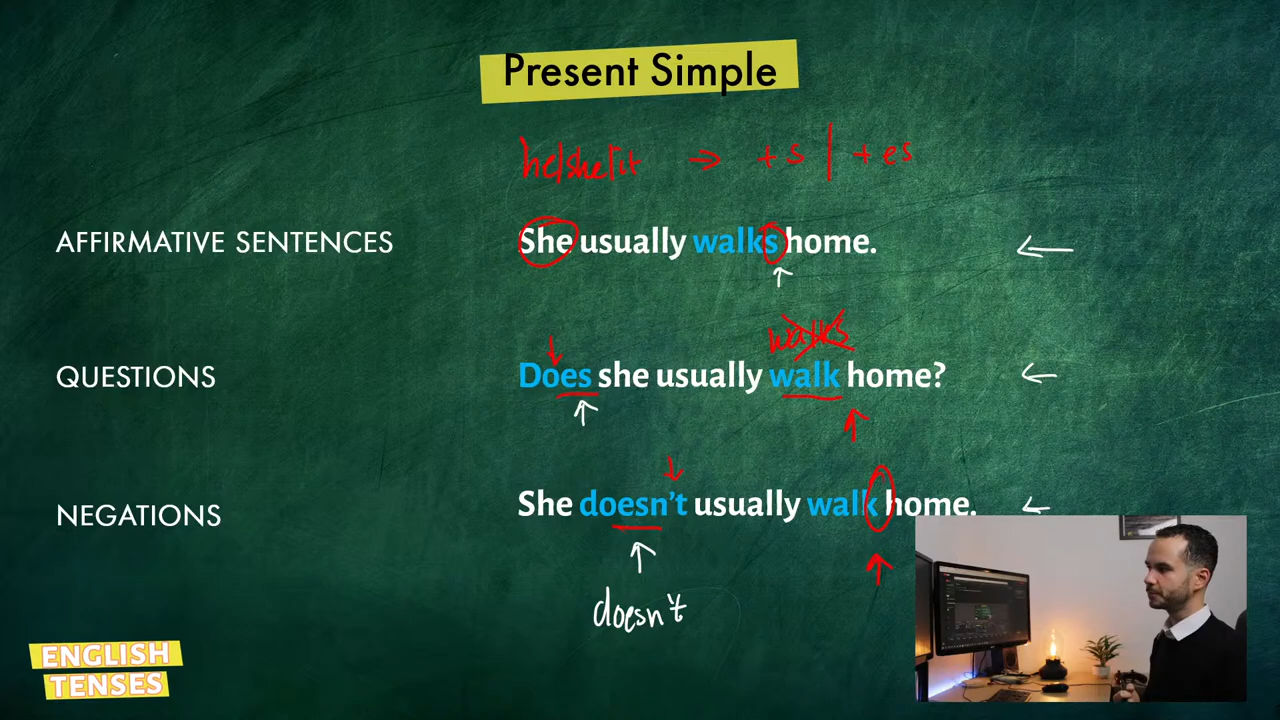 Present Simple
he/she/it → +s | +es
AFFIRMATIVE SENTENCES
She usually walks home.
walks
QUESTIONS
Does she usually walk home?
NEGATIONS
She doesn't usually walk home.
doesn't
ENGLISH
TENSES